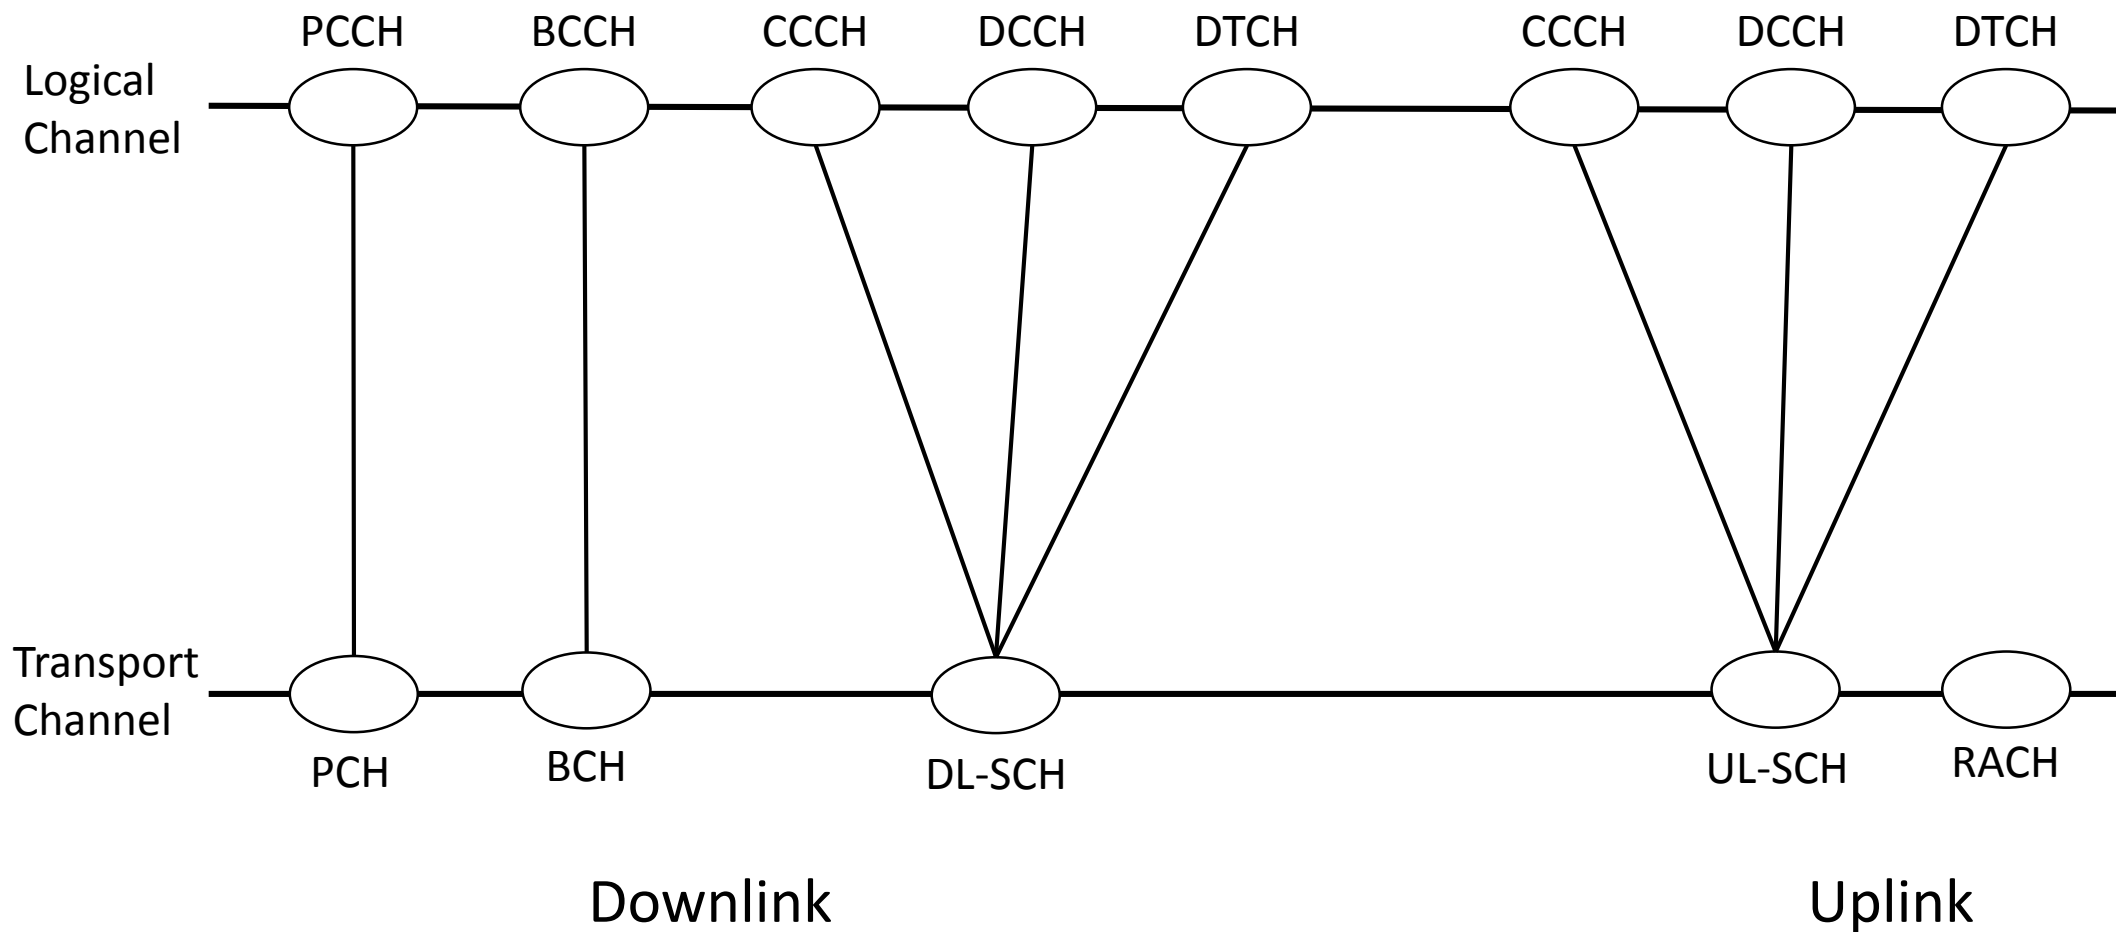 PCCH BCCH CCCH DCCH DTCH CCCH DCCH DTCH
Logical
Channel
Transport
Channel
PCH BCH DL-SCH UL-SCH RACH
Downlink Uplink